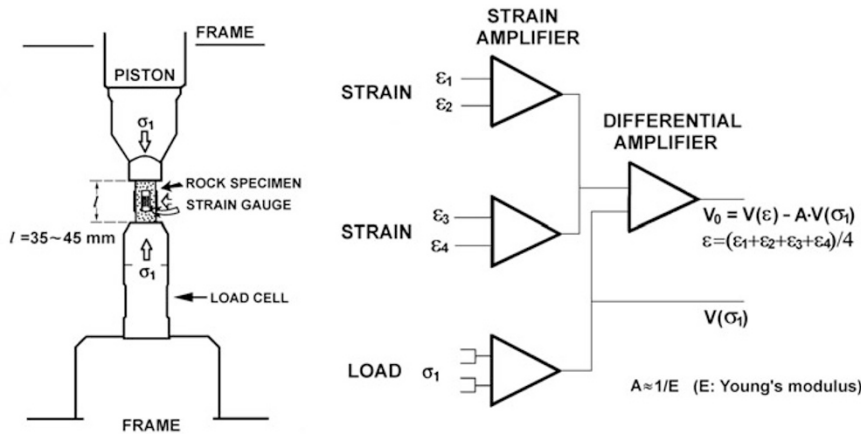 FRAME
PISTON
σ₁
ROCK SPECIMEN
STRAIN GAUGE
l
l =35~45 mm
σ₁
LOAD CELL
FRAME
STRAIN
AMPLIFIER
STRAIN
ε₁
ε₂
DIFFERENTIAL
AMPLIFIER
STRAIN
ε₃
ε₄
V₀ = V(ε) – A·V(σ₁)
ε=(ε₁+ε₂+ε₃+ε₄)/4
V(σ₁)
LOAD σ₁
A≈1/E (E: Young's modulus)